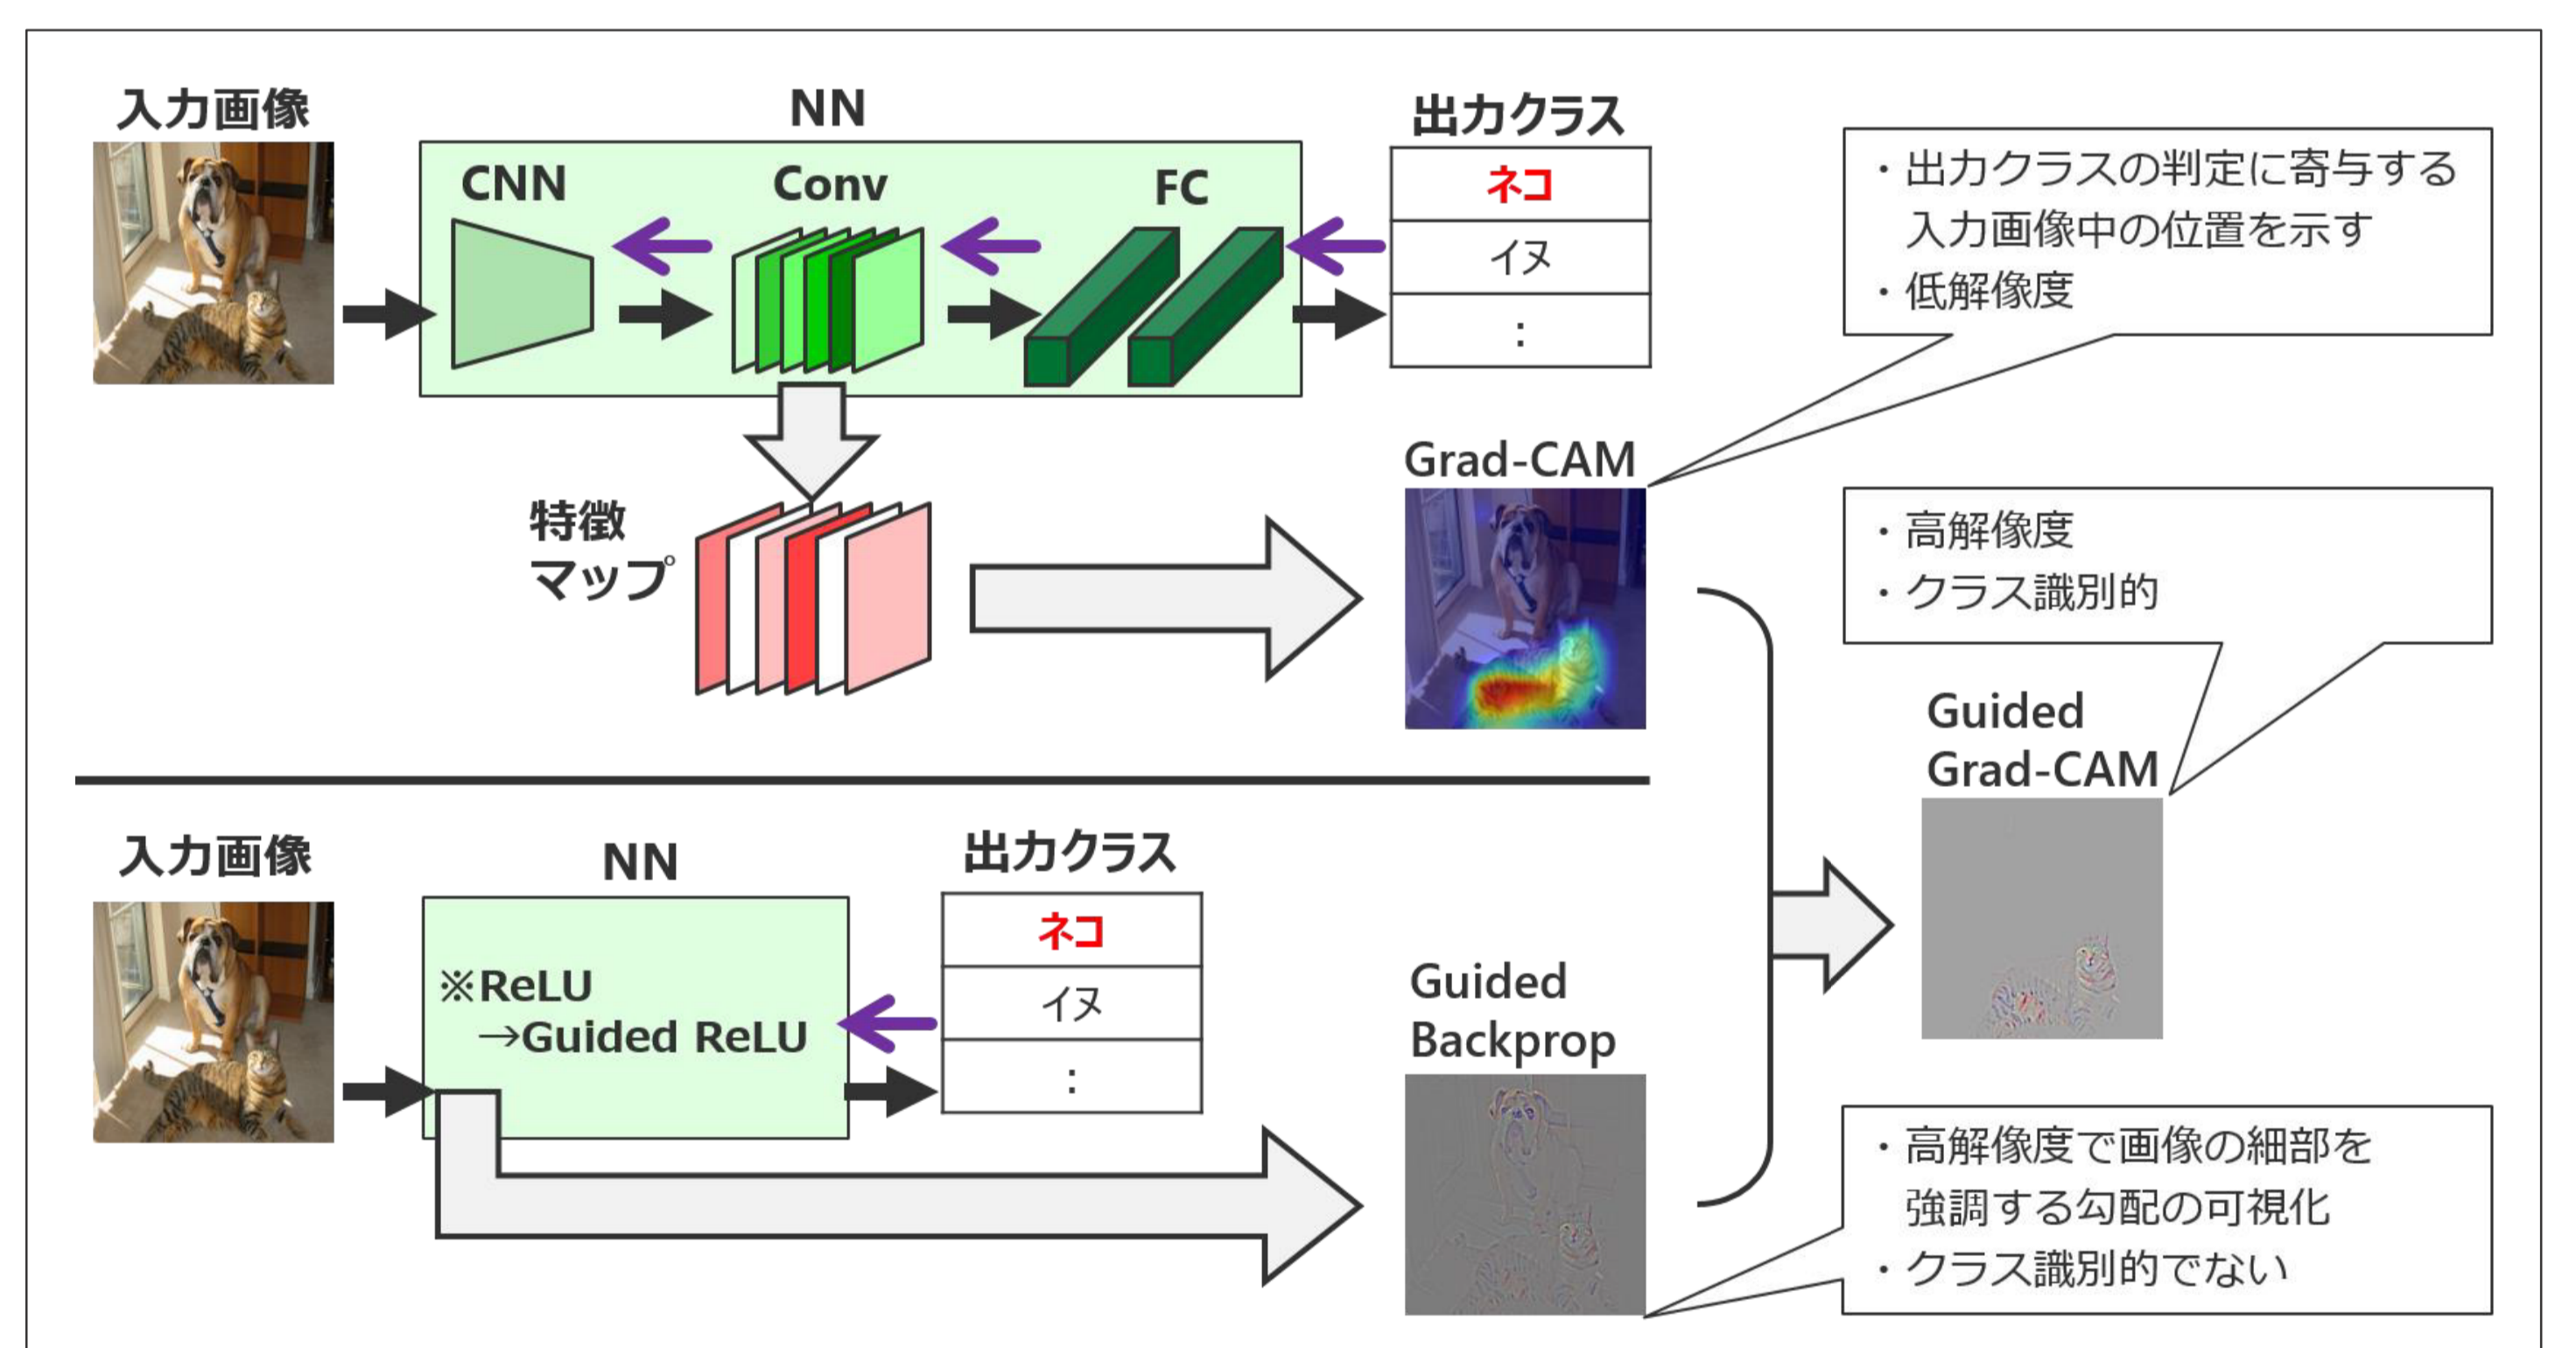 入力画像
NN
出力クラス
CNN
Conv
FC
ネコ
イヌ
：
・出力クラスの判定に寄与する
入力画像中の位置を示す
・低解像度
特徴
マップ
Grad-CAM
・高解像度
・クラス識別的
Guided
Grad-CAM
入力画像
NN
出力クラス
※ReLU
→Guided ReLU
ネコ
イヌ
：
Guided
Backprop
・高解像度で画像の細部を
強調する勾配の可視化
・クラス識別的でない